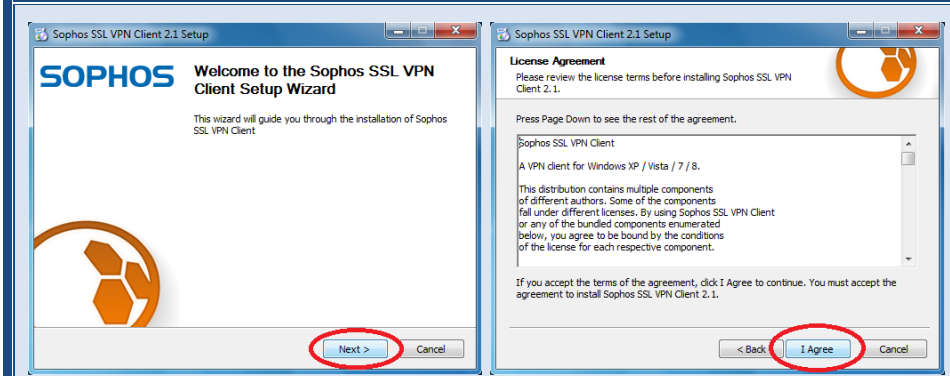 Sophos SSL VPN Client 2.1 Setup
SOPHOS
Welcome to the Sophos SSL VPN
Client Setup Wizard
This wizard will guide you through the installation of Sophos
SSL VPN Client
Next >
Cancel
Sophos SSL VPN Client 2.1 Setup
License Agreement
Please review the license terms before installing Sophos SSL VPN
Client 2.1.
Press Page Down to see the rest of the agreement.
Sophos SSL VPN Client
A VPN client for Windows XP / Vista / 7 / 8.
This distribution contains multiple components
of different authors. Some of the components
fall under different licenses. By using Sophos SSL VPN Client
or any of the bundled components enumerated
below, you agree to be bound by the conditions
of the license for each respective component.
If you accept the terms of the agreement, click I Agree to continue. You must accept the
agreement to install Sophos SSL VPN Client 2.1.
< Back
I Agree
Cancel